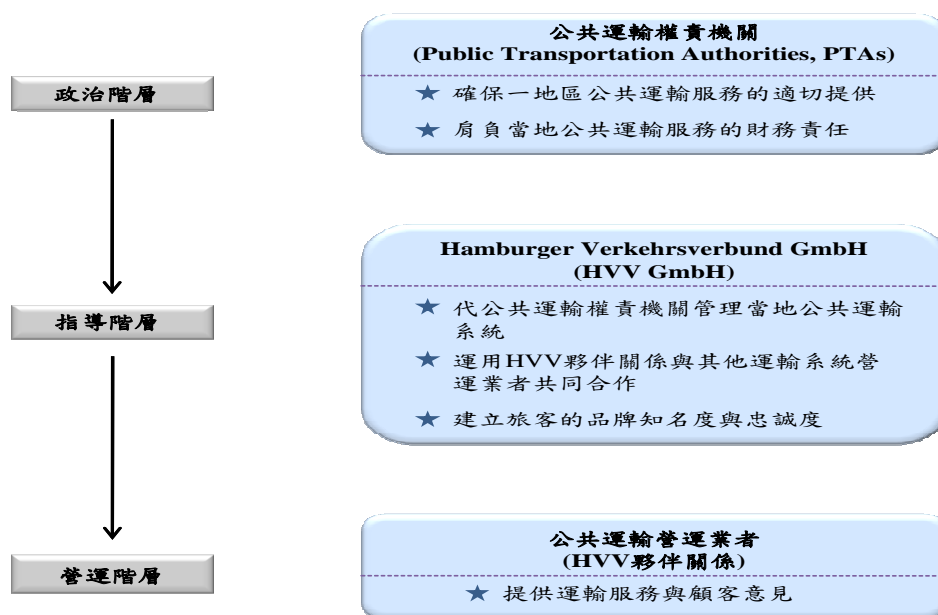 公共運輸權責機關
(Public Transportation Authorities, PTAs)
政治階層
★ 確保一地區公共運輸服務的適切提供
★ 肩負當地公共運輸服務的財務責任
Hamburger Verkehrsverbund GmbH
(HVV GmbH)
指導階層
★ 代公共運輸權責機關管理當地公共運輸
系統
★ 運用HVV夥伴關係與其他運輸系統營
運業者共同合作
★ 建立旅客的品牌知名度與忠誠度
公共運輸營運業者
(HVV夥伴關係)
營運階層
★ 提供運輸服務與顧客意見